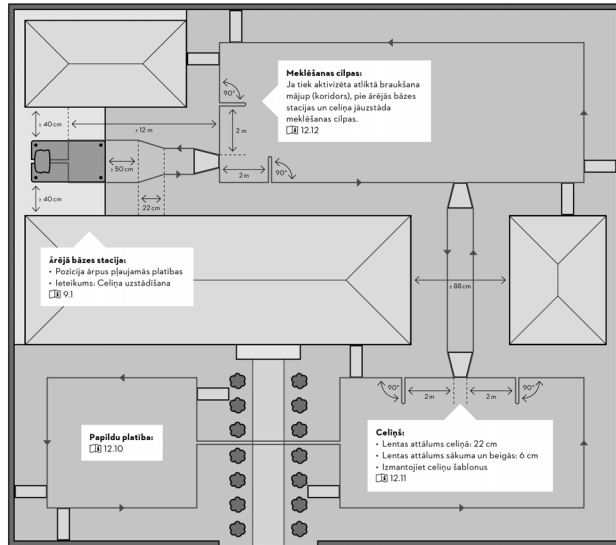 Meklēšanas cilpas:
Ja tiek aktivizēta atliktā braukšana
mājup (koridors), pie ārējās bāzes
stacijas un celiņa jāuzstāda
meklēšanas cilpas.
12.12
90°
2 m
≥ 40 cm
≥ 12 m
≥ 50 cm
22 cm
2 m
90°
≥ 40 cm
Ārējā bāzes stacija:
• Pozīcija ārpus pļaujamās platības
• Ieteikums: Celiņa uzstādīšana
9.1
≥ 88 cm
90°
2 m
2 m
90°
Papildu platība:
12.10
Celiņš:
• Lentas attālums celiņā: 22 cm
• Lentas attālums sākuma un beigās: 6 cm
• Izmantojiet celiņu šablonus
12.11